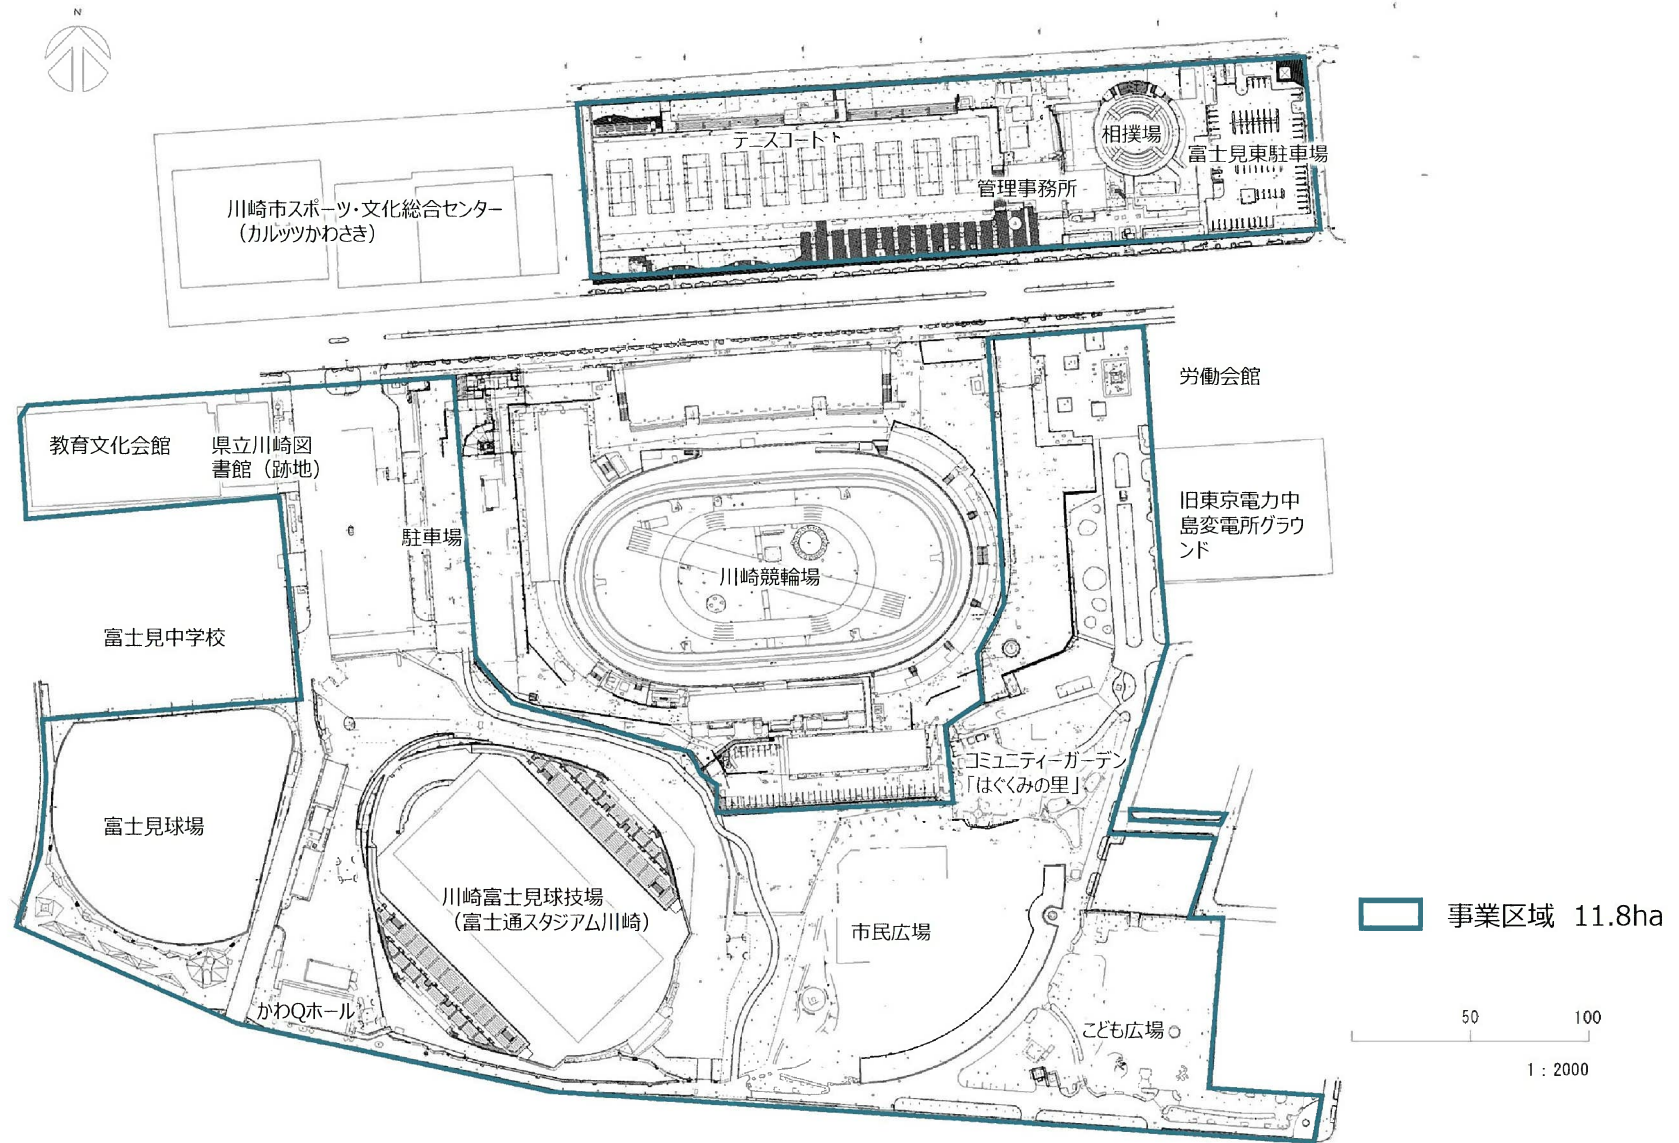 N
テニスコート
相撲場
富士見東駐車場
管理事務所
川崎市スポーツ・文化総合センター
（カルッツかわさき）
労働会館
教育文化会館
県立川崎図
書館（跡地）
旧東京電力中
島変電所グラウ
ンド
駐車場
川崎競輪場
富士見中学校
コミュニティーガーデン
「はぐくみの里」
富士見球場
川崎富士見球技場
（富士通スタジアム川崎）
市民広場
事業区域 11.8ha
かわQホール
こども広場
50 100
1：2000